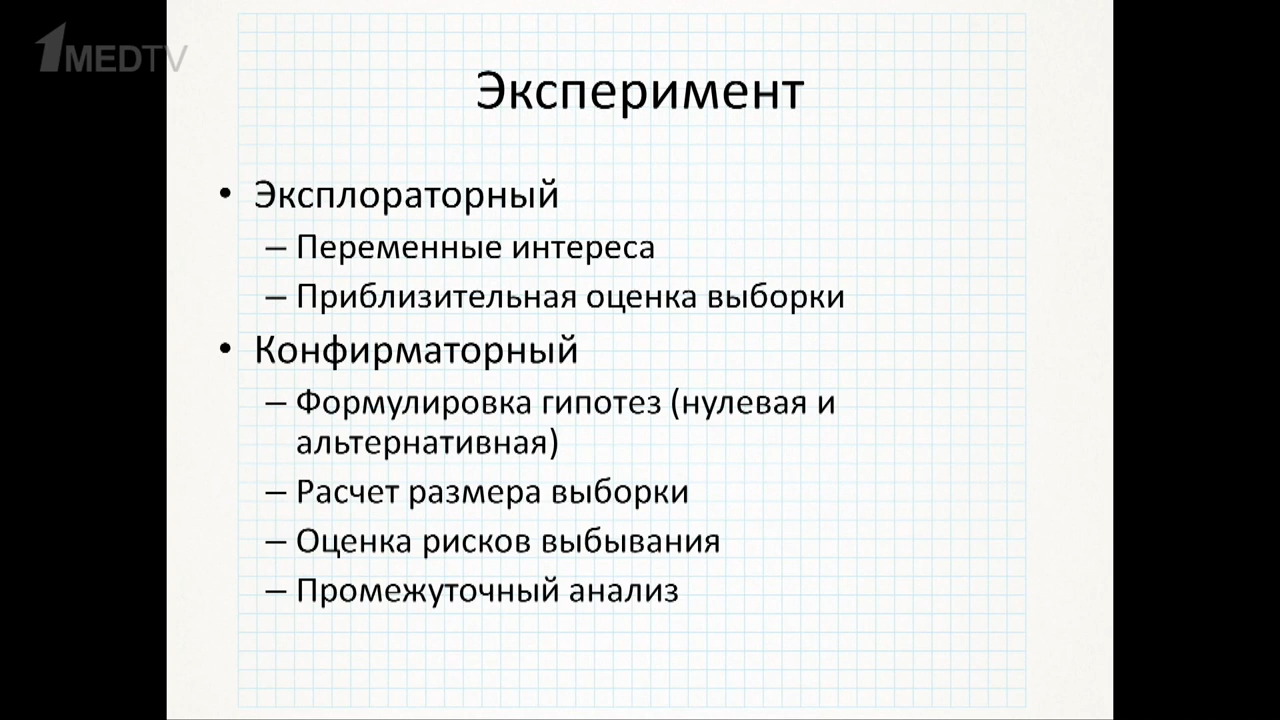 1MEDTV
Эксперимент
• Эксплораторный
– Переменные интереса
– Приблизительная оценка выборки
• Конфирматорный
– Формулировка гипотез (нулевая и
альтернативная)
– Расчет размера выборки
– Оценка рисков выбывания
– Промежуточный анализ